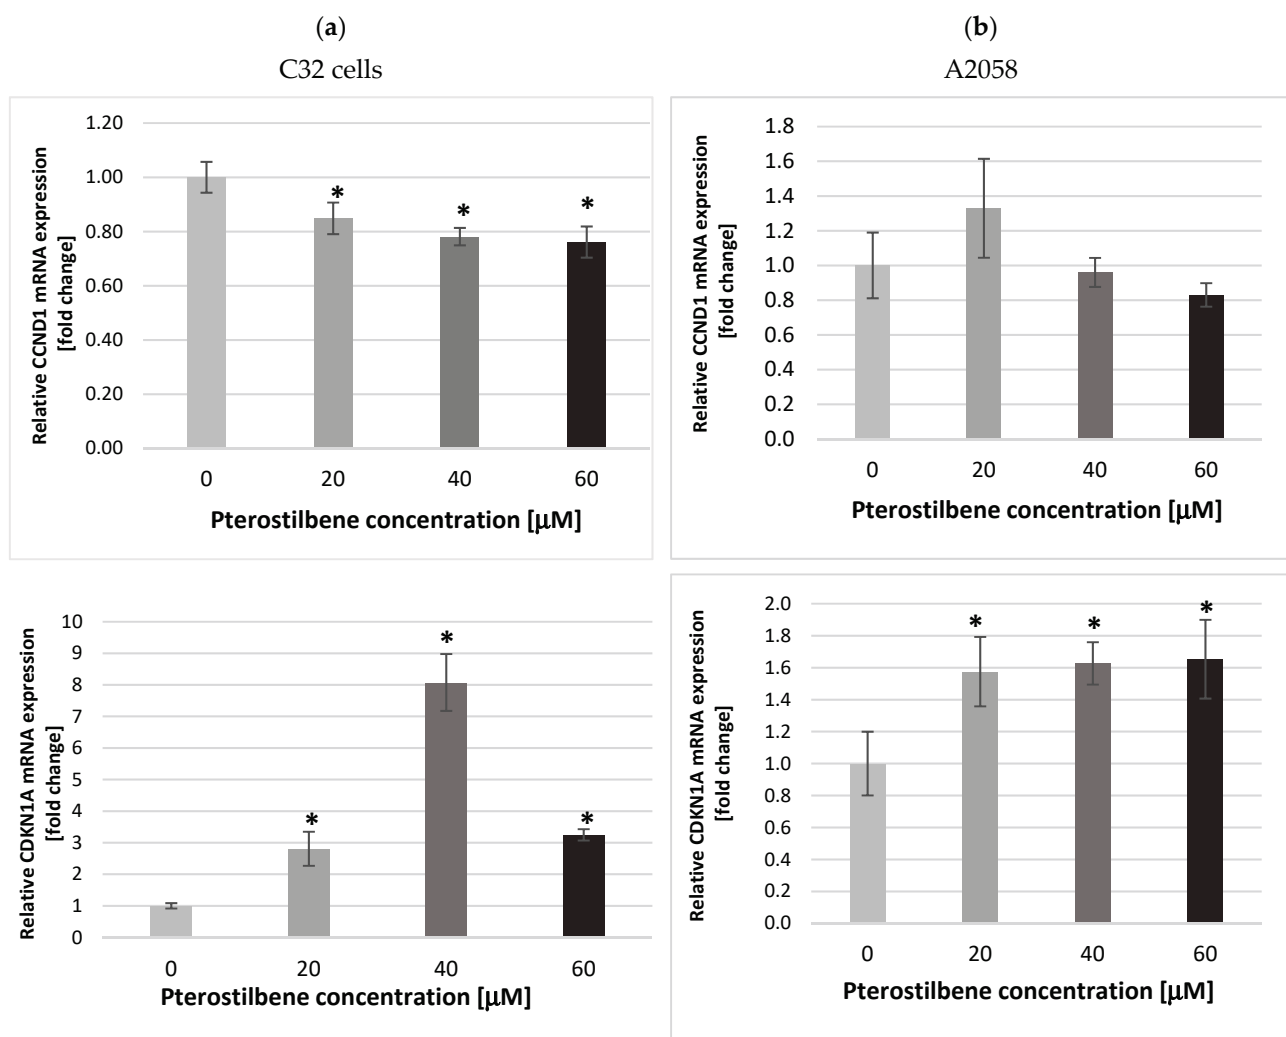 (a)
C32 cells
Relative CCND1 mRNA expression
[fold change]
1.20
1.00
0.80
0.60
0.40
0.20
0.00
*
*
*
0 20 40 60
Pterostilbene concentration [μM]
(b)
A2058
Relative CCND1 mRNA expression
[fold change]
1.8
1.6
1.4
1.2
1.0
0.8
0.6
0.4
0.2
0.0
0 20 40 60
Pterostilbene concentration [μM]
Relative CDKN1A mRNA expression
[fold change]
10
9
8
7
6
5
4
3
2
1
0
*
*
*
0 20 40 60
Pterostilbene concentration [μM]
Relative CDKN1A mRNA expression
[fold change]
2.0
1.8
1.6
1.4
1.2
1.0
0.8
0.6
0.4
0.2
0.0
*
*
*
0 20 40 60
Pterostilbene concentration [μM]